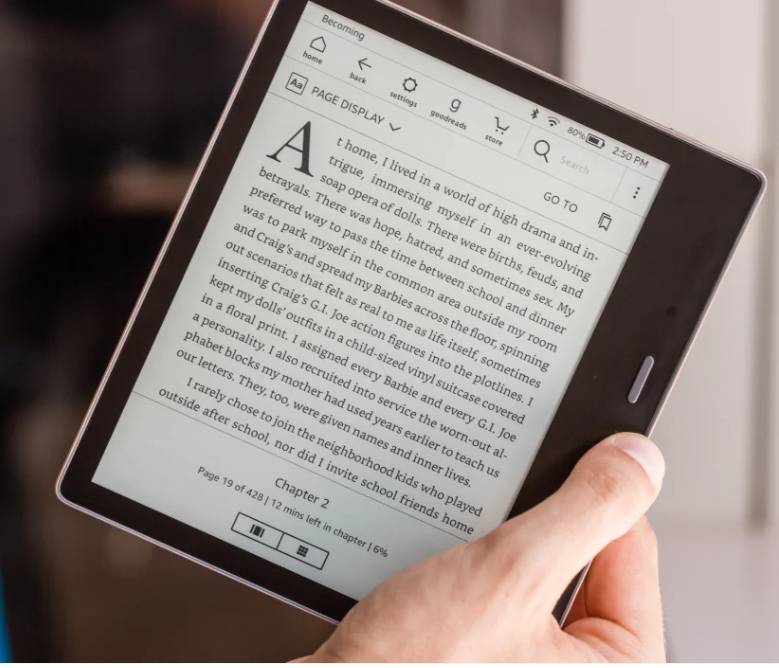 Becoming
80% 2:50 PM
home back settings goodreads store Search
Aa PAGE DISPLAY GO TO
At home, I lived in a world of high drama and in-
trigue, immersing myself in an ever-evolving
soap opera of dolls. There were births, feuds, and
betrayals. There was hope, hatred, and sometimes sex. My
preferred way to pass the time between school and dinner
was to park myself in the common area outside my room
and Craig's and spread my Barbies across the floor, spinning
out scenarios that felt as real to me as life itself, sometimes
inserting Craig's G.I. Joe action figures into the plotlines. I
kept my dolls' outfits in a child-sized vinyl suitcase covered
in a floral print. I assigned every Barbie and every G.I. Joe
a personality. I also recruited into service the worn-out al-
phabet blocks my mother had used years earlier to teach us
our letters. They, too, were given names and inner lives.
I rarely chose to join the neighborhood kids who played
outside after school, nor did I invite school friends home
Chapter 2
Page 19 of 428 | 12 mins left in chapter | 6%